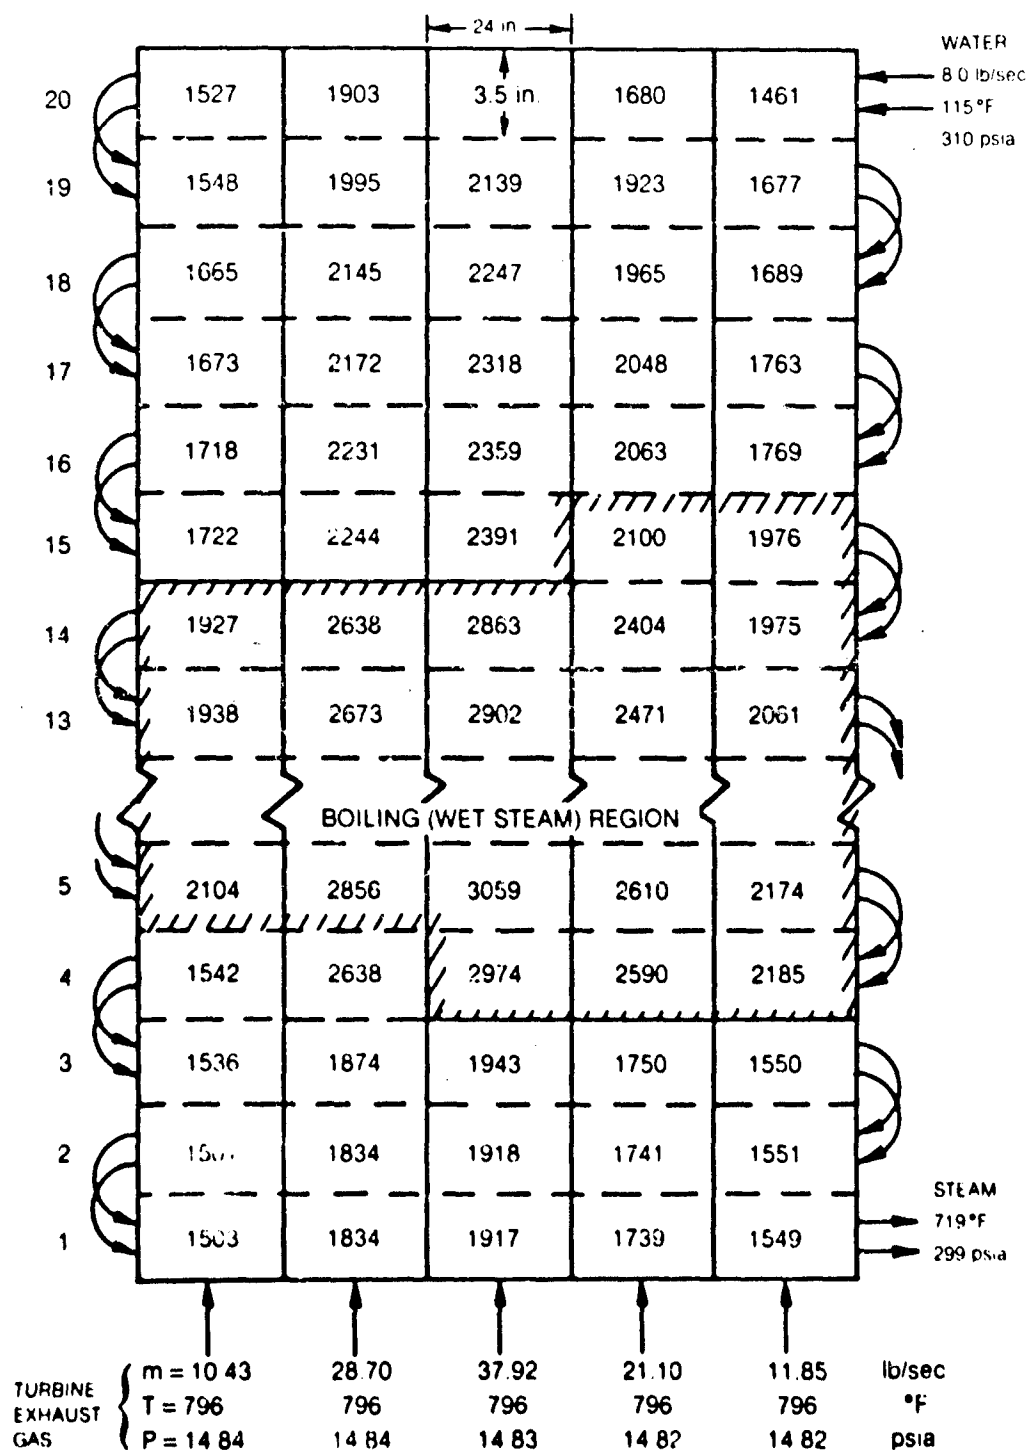 24 in
WATER
20 1527 1903 3.5 in. 1680 1461 8.0 lb/sec
115°F
310 psia
19 1548 1995 2139 1923 1677
18 1665 2145 2247 1965 1689
17 1673 2172 2318 2048 1763
16 1718 2231 2359 2063 1769
15 1722 2244 2391 2100 1976
14 1927 2638 2863 2404 1975
13 1938 2673 2902 2471 2061
BOILING (WET STEAM) REGION
5 2104 2856 3059 2610 2174
4 1542 2638 2974 2590 2185
3 1536 1874 1943 1750 1550
2 1834 1918 1741 1551
STEAM
719°F
1 1503 1834 1917 1739 1549
299 psia
TURBINE EXHAUST GAS
m = 10.43 28.70 37.92 21.10 11.85 lb/sec
T = 796 796 796 796 796 °F
P = 14.84 14.84 14.83 14.82 14.82 psia